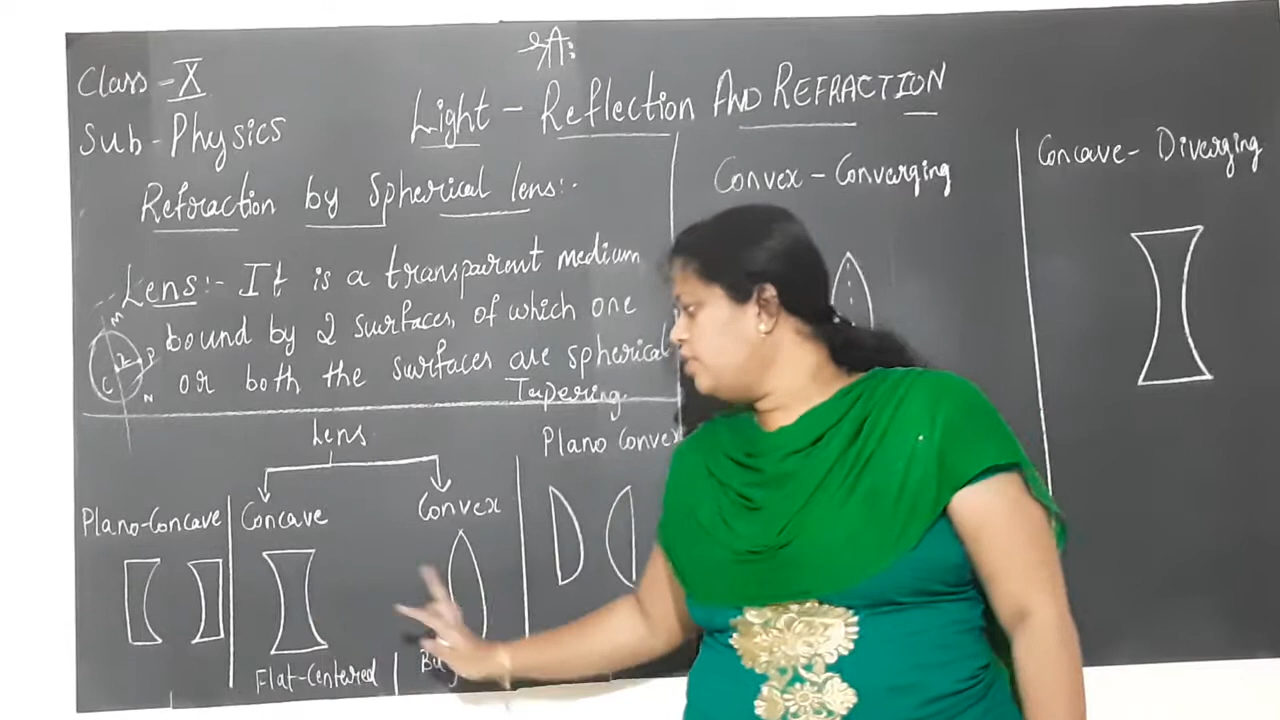 Class - X
Sub - Physics
Light - Reflection AND REFRACTION
Refraction by Spherical lens:-
Lens:- It is a transparent medium
bound by 2 surfaces, of which one
or both the surfaces are spherical
Tapering.
M
P
C
N
Lens
Plano-Concave
Concave
Convex
Flat-Centered
Plano Convex
Convex - Converging
Concave - Diverging